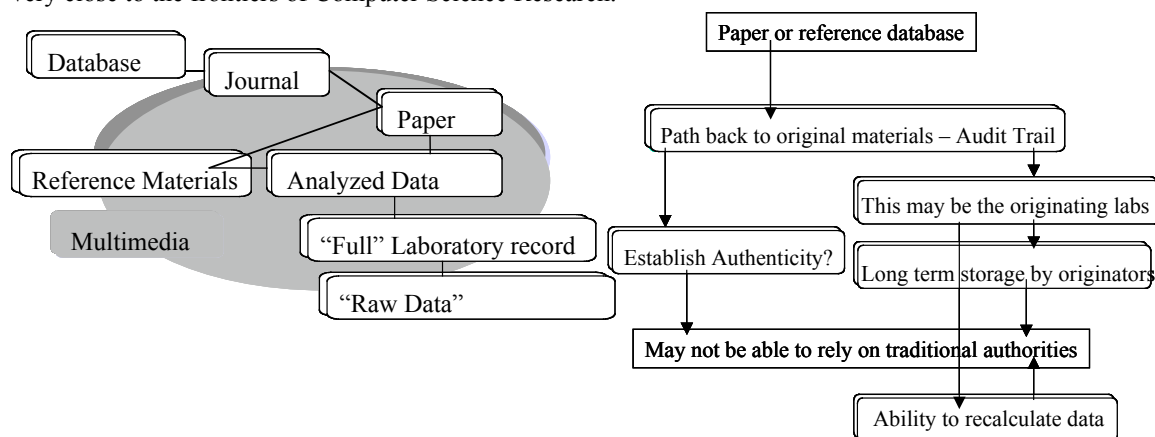 very close to the frontiers of Computer Science Research.
Database
Journal
Paper
Reference Materials
Analyzed Data
Multimedia
“Full” Laboratory record
“Raw Data”
Paper or reference database
Path back to original materials – Audit Trail
This may be the originating labs
Establish Authenticity?
Long term storage by originators
May not be able to rely on traditional authorities
Ability to recalculate data